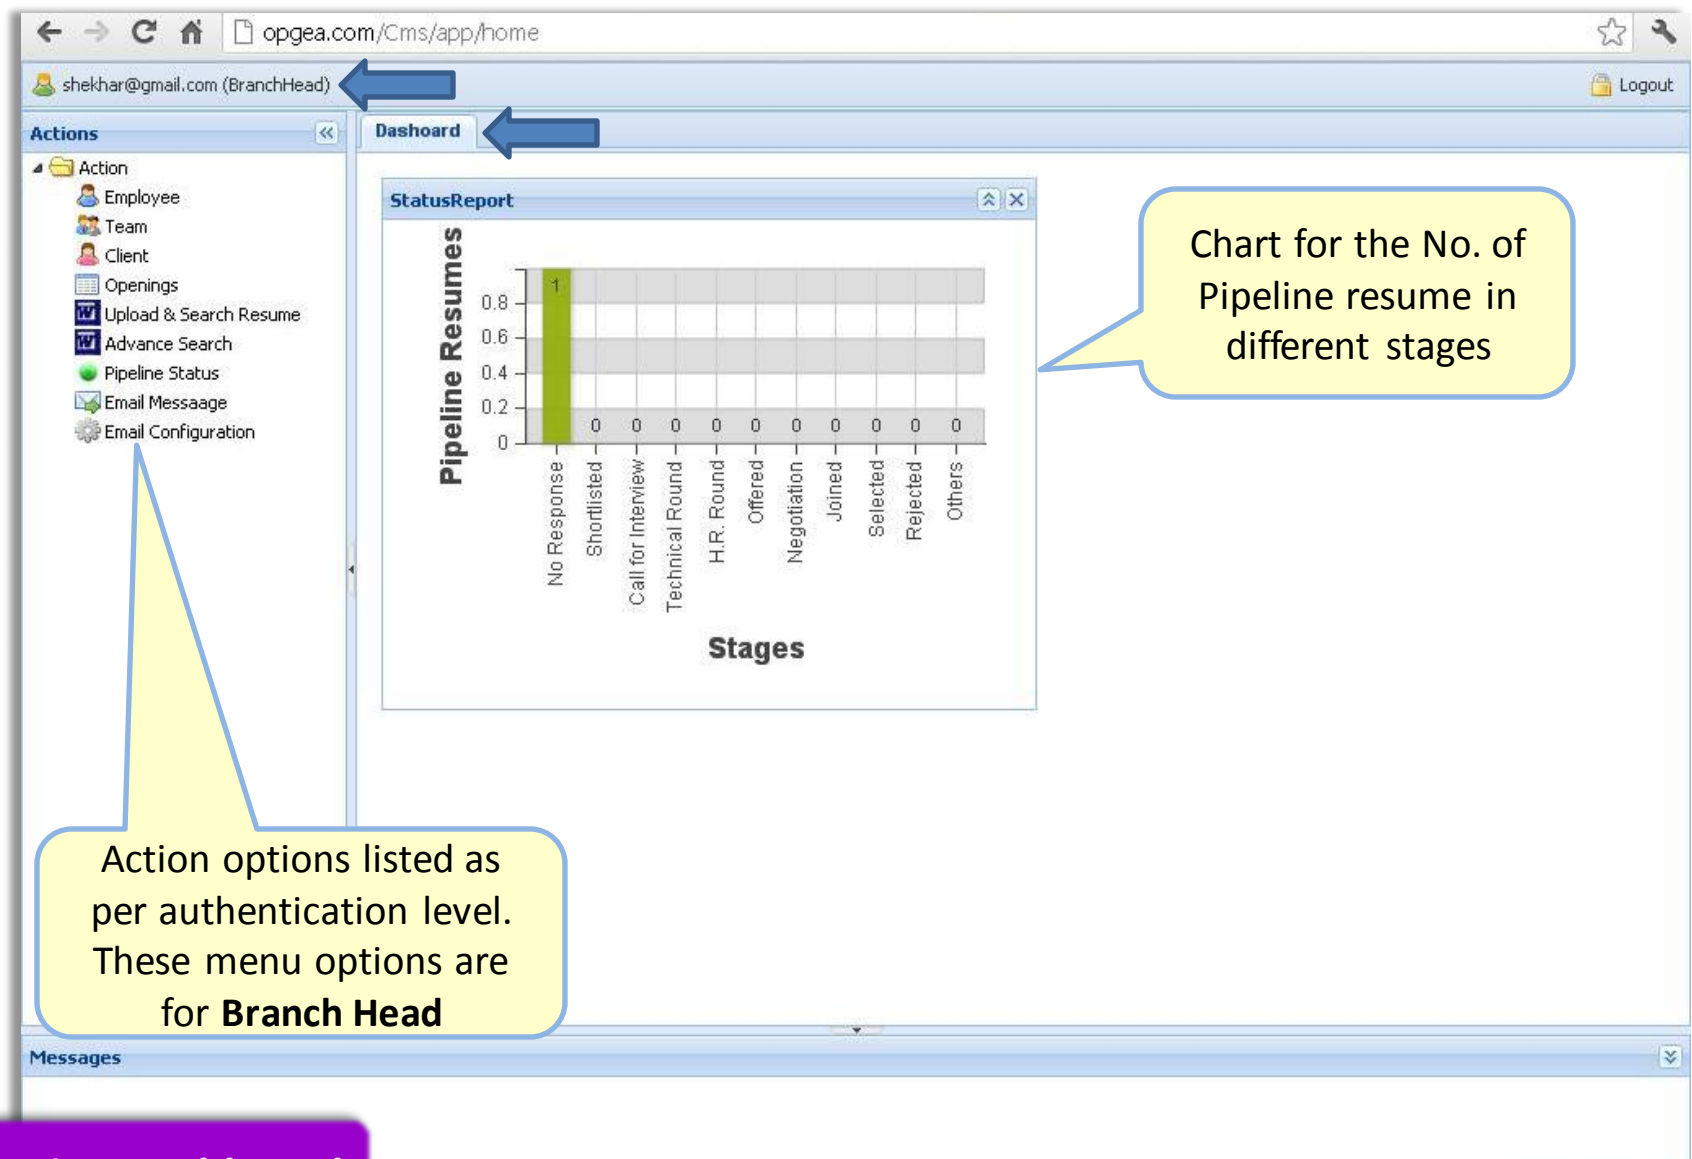 opgea.com/Cms/app/home
shekhar@gmail.com (BranchHead)
Logout
Actions
Dashoard
Action
Employee
Team
Client
Openings
Upload & Search Resume
Advance Search
Pipeline Status
Email Messaage
Email Configuration
StatusReport
Pipeline Resumes
0.8
0.6
0.4
0.2
0
1
0 0 0 0 0 0 0 0 0 0
No Response
Shortlisted
Call for Interview
Technical Round
H.R. Round
Offered
Negotiation
Joined
Selected
Rejected
Others
Stages
Chart for the No. of
Pipeline resume in
different stages
Action options listed as
per authentication level.
These menu options are
for Branch Head
Messages